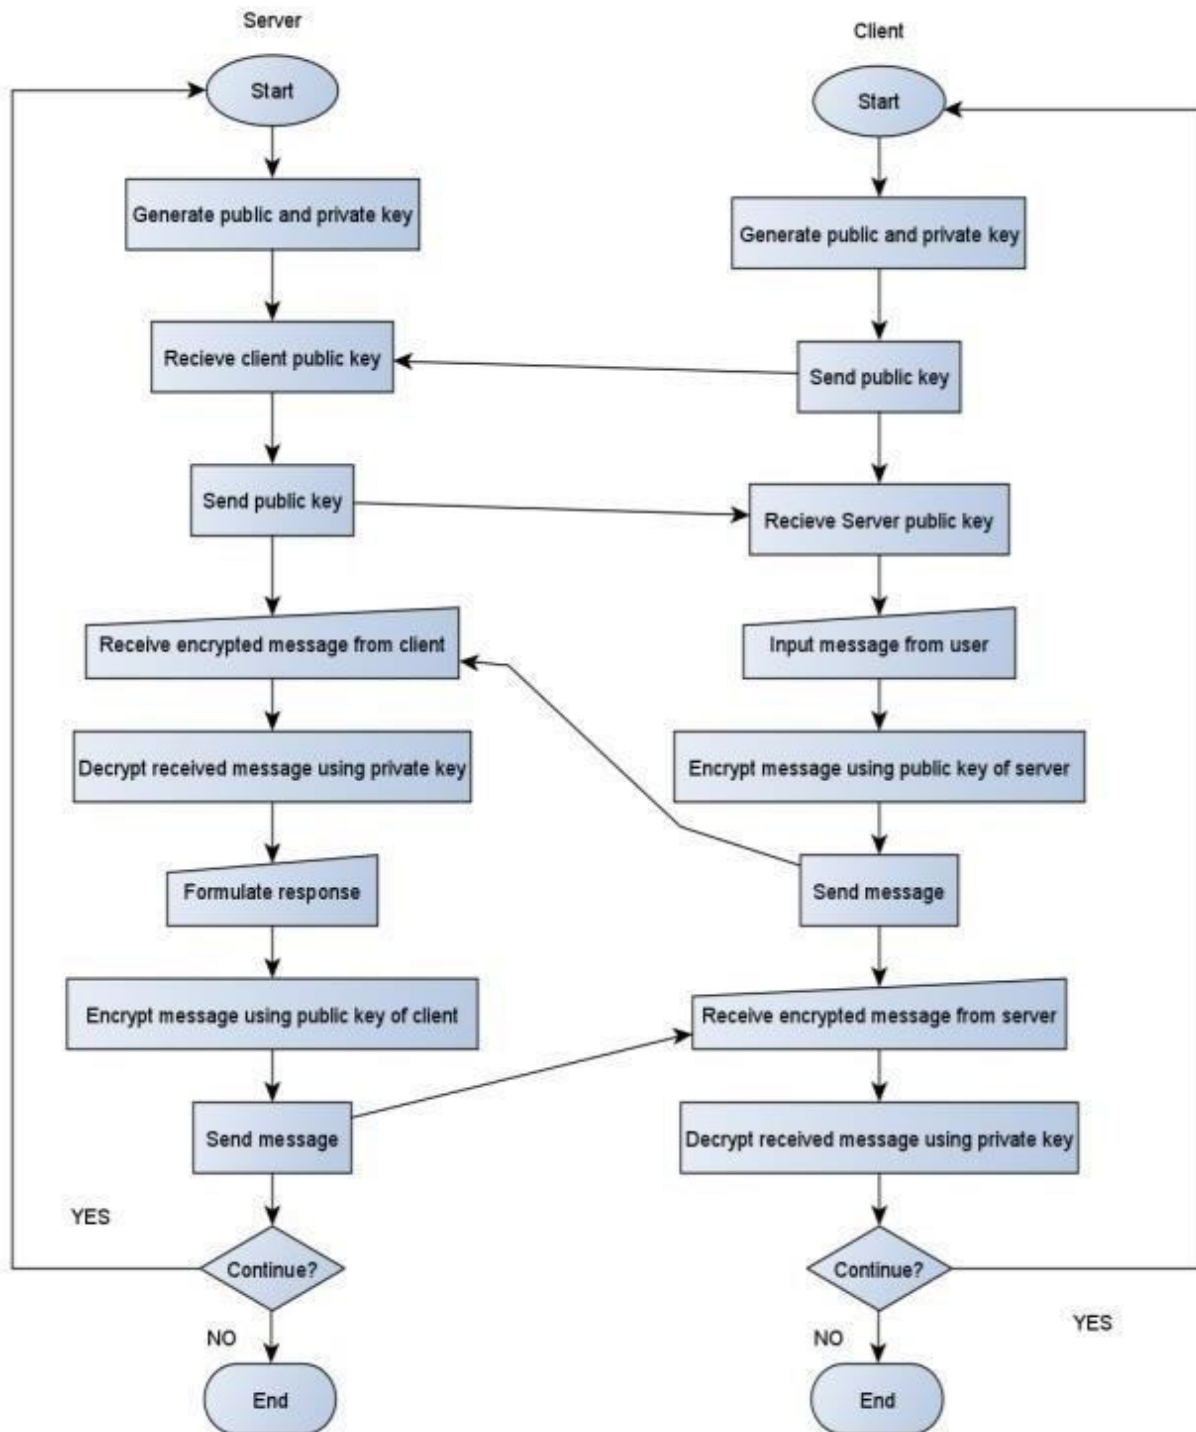 Server
Client
Start
Start
Generate public and private key
Generate public and private key
Recieve client public key
Send public key
Send public key
Recieve Server public key
Receive encrypted message from client
Input message from user
Decrypt received message using private key
Encrypt message using public key of server
Formulate response
Send message
Encrypt message using public key of client
Receive encrypted message from server
Send message
Decrypt received message using private key
YES
Continue?
Continue?
YES
NO
NO
End
End